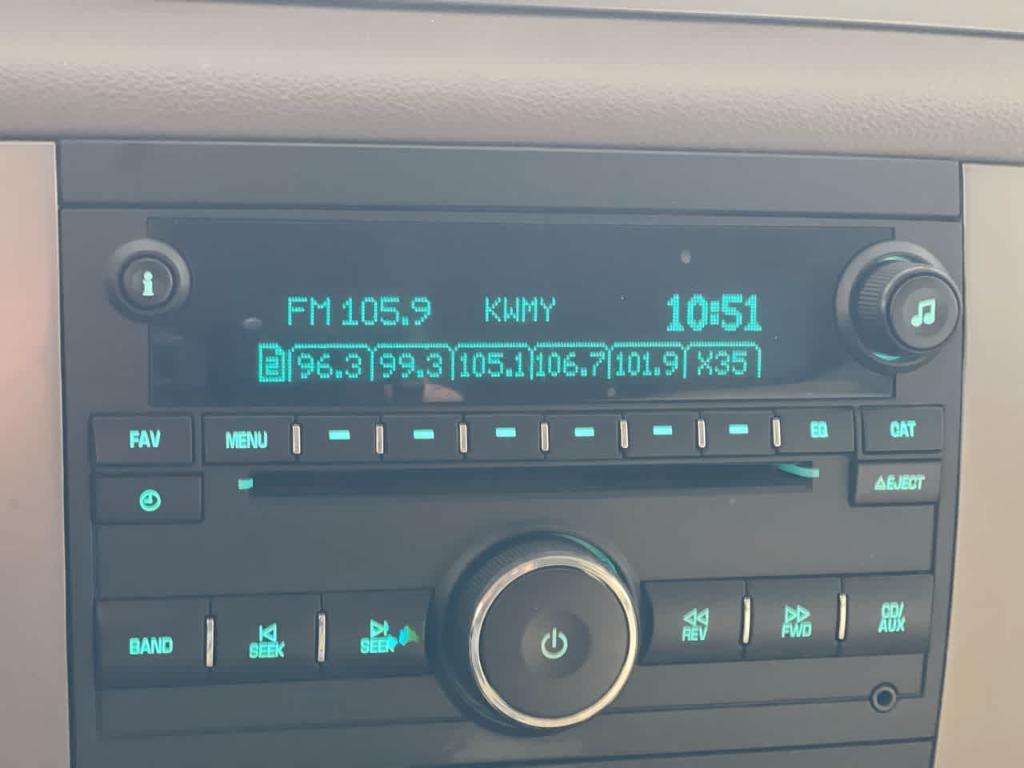 i
FM 105.9 KWMY 10:51
2 96.3 99.3 105.1 106.7 101.9 X35
FAV MENU EQ CAT
EJECT
BAND SEEK SEEK REV FWD CD/
AUX